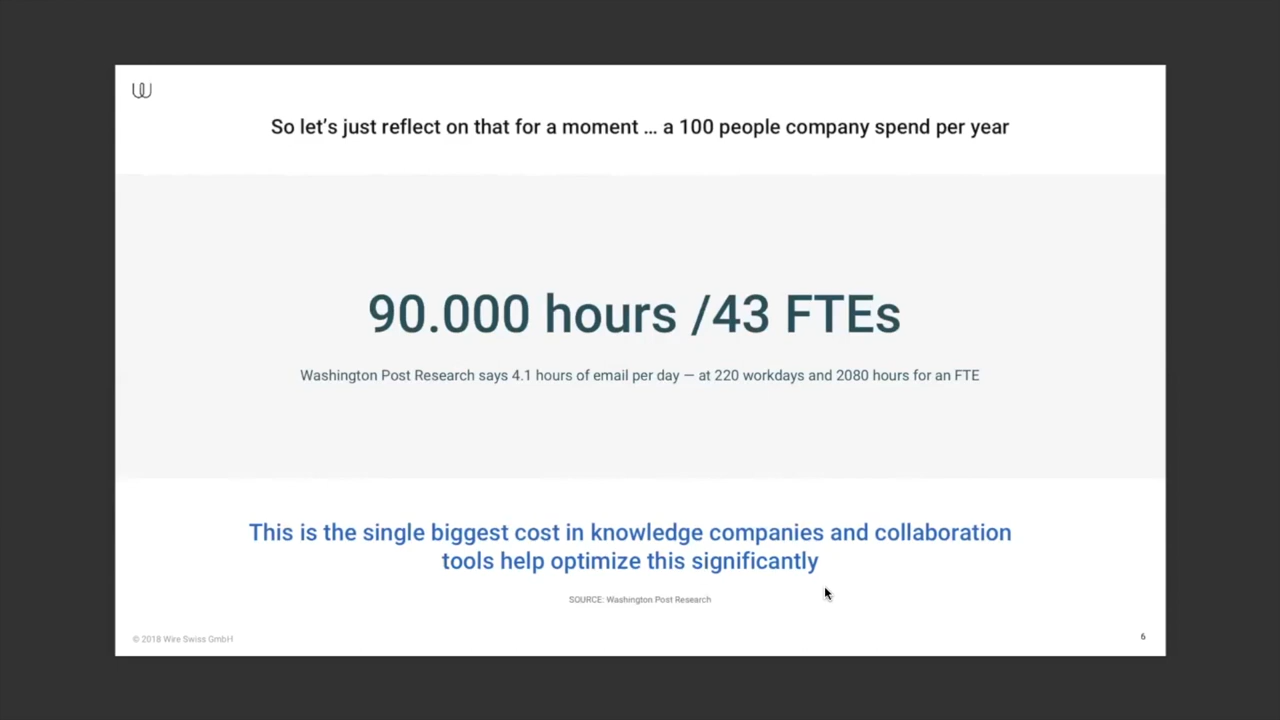 So let’s just reflect on that for a moment … a 100 people company spend per year
90.000 hours /43 FTEs
Washington Post Research says 4.1 hours of email per day — at 220 workdays and 2080 hours for an FTE
This is the single biggest cost in knowledge companies and collaboration
tools help optimize this significantly
SOURCE: Washington Post Research
© 2018 Wire Swiss GmbH
6